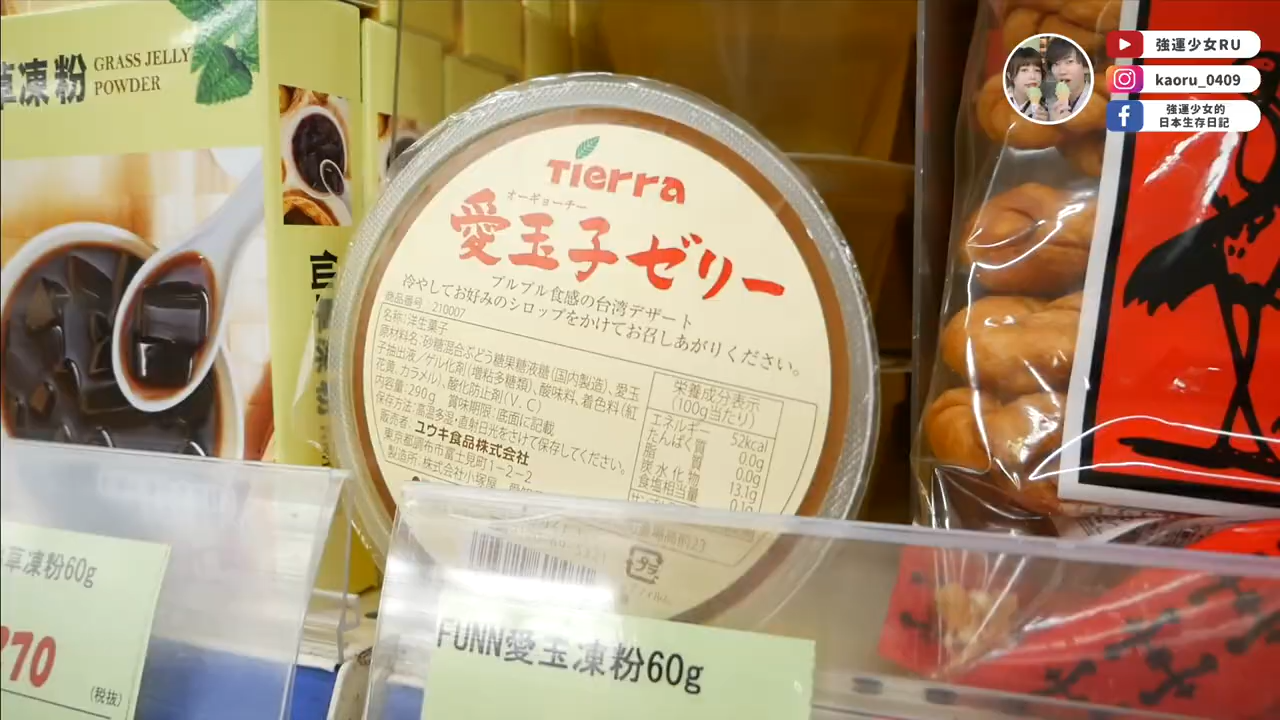 草凍粉
GRASS JELLY
POWDER
Tierra
オーギョーチー
愛玉子ゼリー
プルプル食感の台湾デザート
冷やしてお好みのシロップをかけてお召しあがりください。
商品番号 210007
名称:洋生菓子
原材料名:砂糖混合ぶどう糖果糖液糖(国内製造)、愛玉
子抽出液/ゲル化剤(増粘多糖類)、酸味料、着色料(紅
花黄、カラメル)、酸化防止剤(V.C)
内容量:290g 賞味期限:底面に記載
保存方法:高温多湿・直射日光をさけて保存してください。
販売者:ユウキ食品株式会社
東京都調布市富士見町1-2-2
製造所:株式会社小塚屋
栄養成分表示
(100g当たり)
エネルギー 52kcal
たんぱく質 0.0g
脂質 0.0g
炭水化物 13.1g
食塩相当量 0.1g
プラ
草凍粉60g
270
(税抜)
FUNN愛玉凍粉60g
強運少女RU
kaoru_0409
強運少女的
日本生存日記